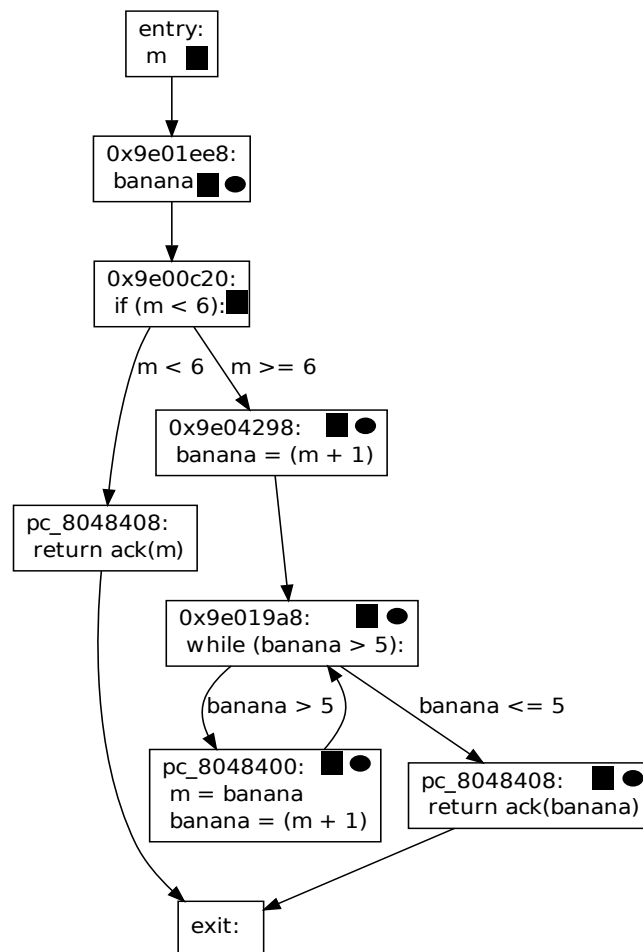 entry:
m
0x9e01ee8:
banana
0x9e00c20:
if (m < 6):
m < 6
m >= 6
0x9e04298:
banana = (m + 1)
pc_8048408:
return ack(m)
0x9e019a8:
while (banana > 5):
banana > 5
banana <= 5
pc_8048400:
m = banana
banana = (m + 1)
pc_8048408:
return ack(banana)
exit: